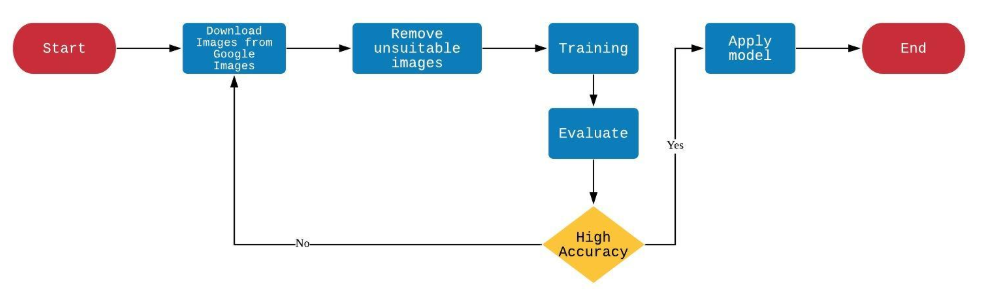 Start
Download
Images from
Google
Images
Remove
unsuitable
images
Training
Apply
model
End
Evaluate
Yes
High
Accuracy
No